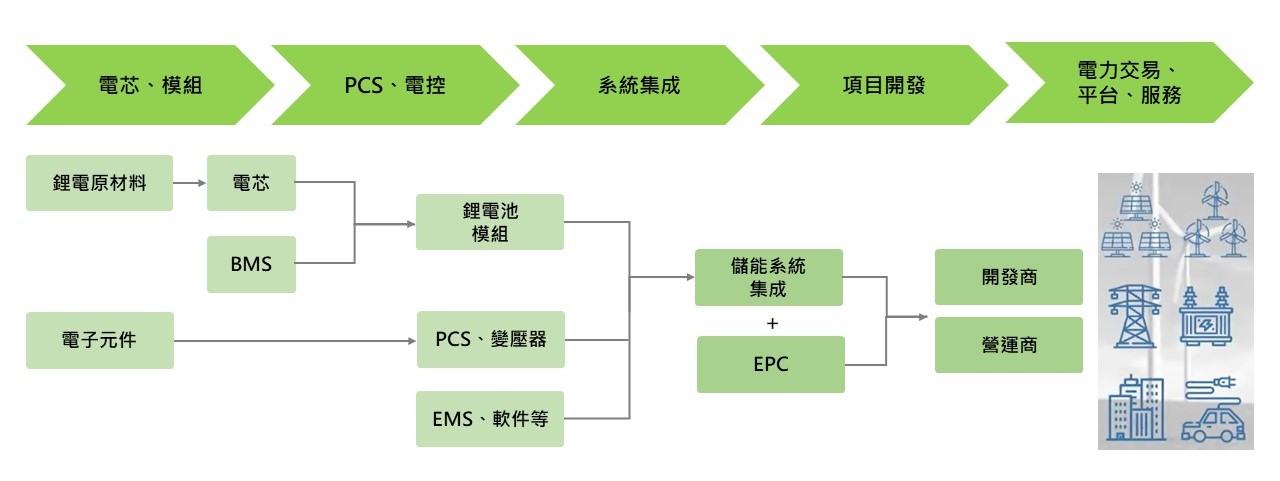 電芯、模組
PCS、電控
系統集成
項目開發
電力交易、
平台、服務
鋰電原材料
電芯
BMS
鋰電池
模組
電子元件
PCS、變壓器
EMS、軟件等
儲能系統
集成
+
EPC
開發商
營運商